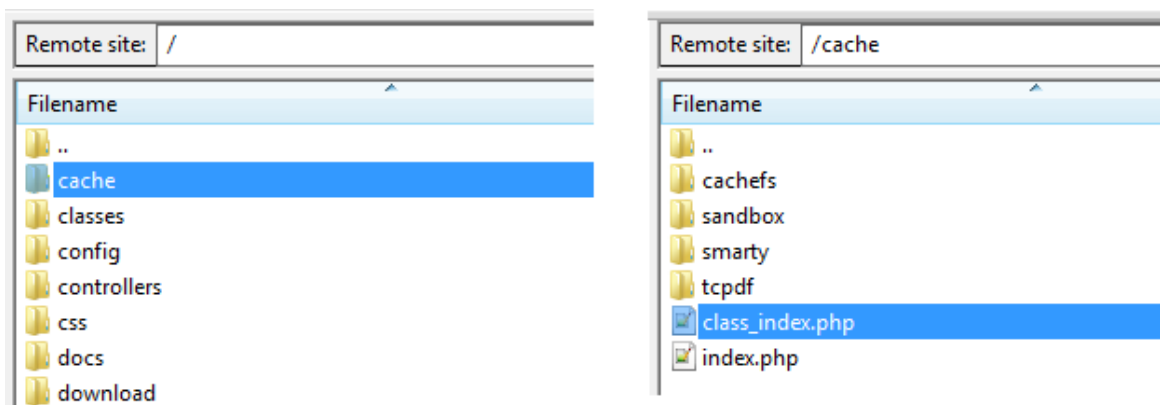 Remote site: /
Filename
..
cache
classes
config
controllers
css
docs
download
Remote site: /cache
Filename
..
cachefs
sandbox
smarty
tcpdf
class_index.php
index.php